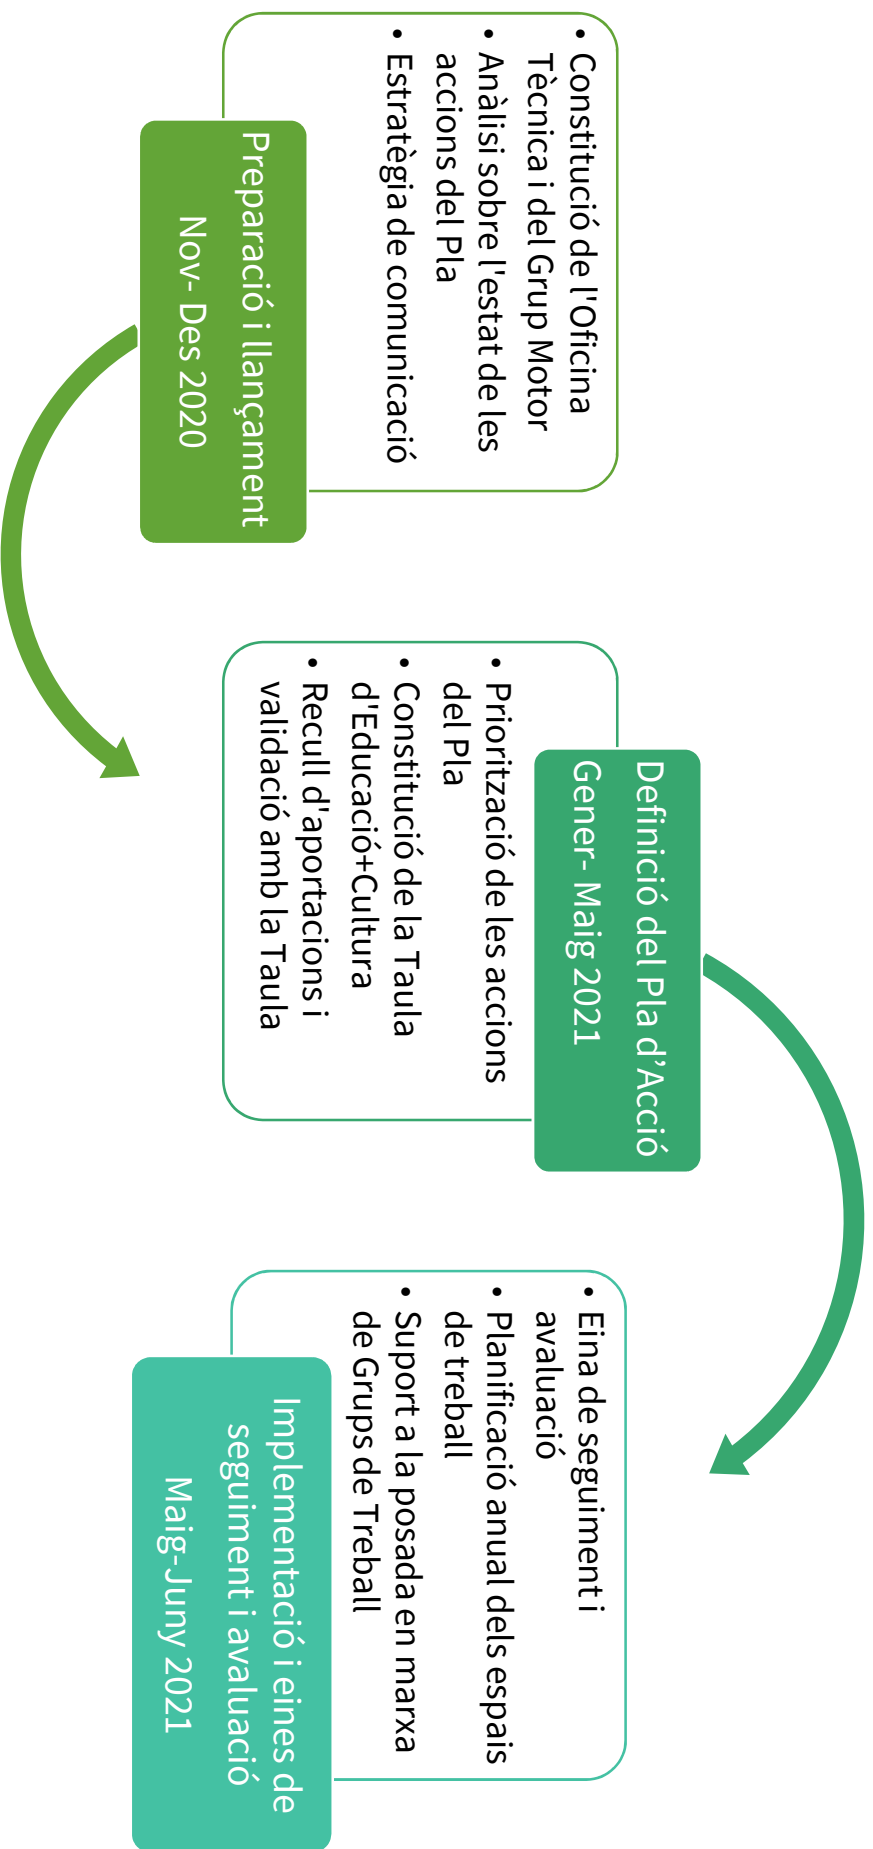 • Constitució de l'Oficina
Tècnica i del Grup Motor
• Anàlisi sobre l'estat de les
accions del Pla
• Estratègia de comunicació
Preparació i llançament
Nov- Des 2020
Definició del Pla d’Acció
Gener- Maig 2021
• Priorització de les accions
del Pla
• Constitució de la Taula
d'Educació+Cultura
• Recull d'aportacions i
validació amb la Taula
• Eina de seguiment i
avaluació
• Planificació anual dels espais
de treball
• Suport a la posada en marxa
de Grups de Treball
Implementació i eines de
seguiment i avaluació
Maig-Juny 2021